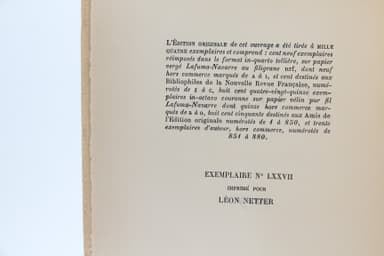 L'ÉDITION ORIGINALE de cet ouvrage a été tirée à MILLE
QUATRE exemplaires et comprend : cent neuf exemplaires
réimposés dans le format in-quarto tellière, sur papier
vergé Lafuma-Navarre au filigrane nrf, dont neuf
hors commerce marqués de A à I, et cent destinés aux
Bibliophiles de la Nouvelle Revue Française, numé-
rotés de I à C, huit cent quatre-vingt-quinze exem-
plaires in-octavo couronne sur papier vélin pur fil
Lafuma-Navarre dont quinze hors commerce mar-
qués de a à o, huit cent cinquante destinés aux Amis de
l'Édition originale numérotés de 1 à 850, et trente
exemplaires d'auteur, hors commerce, numérotés de
851 à 880.
EXEMPLAIRE N° LXXVII
IMPRIMÉ POUR
LÉON NETTER